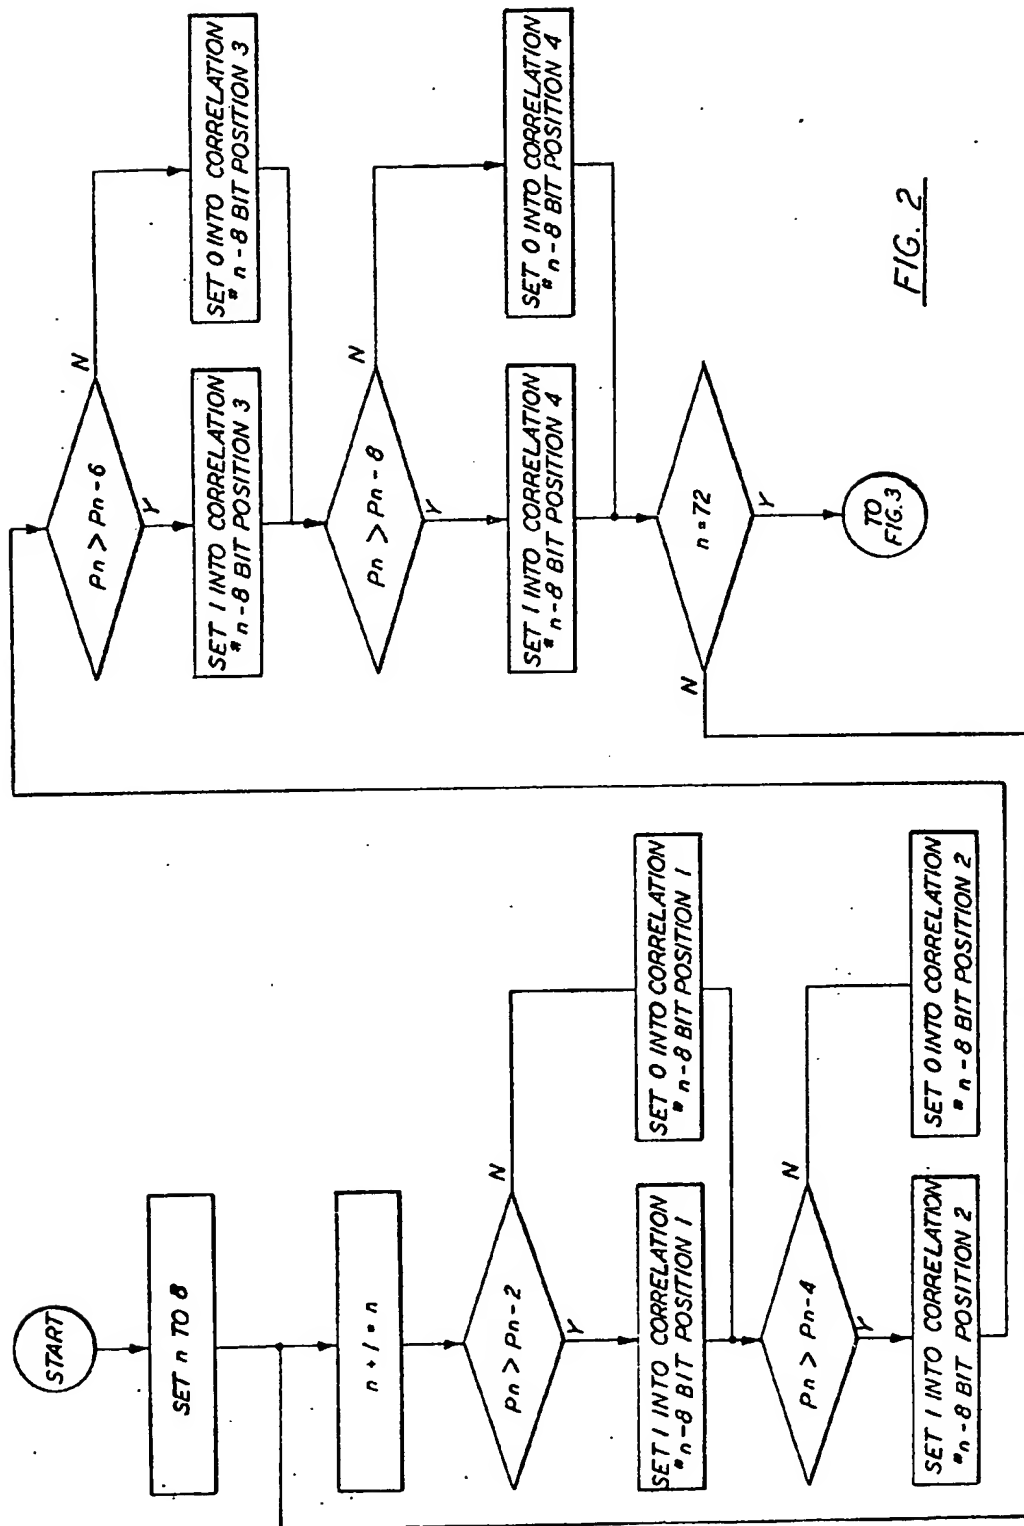 START
SET n TO 8
n + 1 = n
Pn > Pn-2
N
Y
SET 1 INTO CORRELATION
# n-8 BIT POSITION 1
SET 0 INTO CORRELATION
# n-8 BIT POSITION 1
Pn > Pn-4
N
Y
SET 1 INTO CORRELATION
# n-8 BIT POSITION 2
SET 0 INTO CORRELATION
# n-8 BIT POSITION 2
Pn > Pn-6
N
Y
SET 1 INTO CORRELATION
# n-8 BIT POSITION 3
SET 0 INTO CORRELATION
# n-8 BIT POSITION 3
Pn > Pn-8
N
Y
SET 1 INTO CORRELATION
# n-8 BIT POSITION 4
SET 0 INTO CORRELATION
# n-8 BIT POSITION 4
n = 72
N
Y
TO
FIG.3
FIG. 2